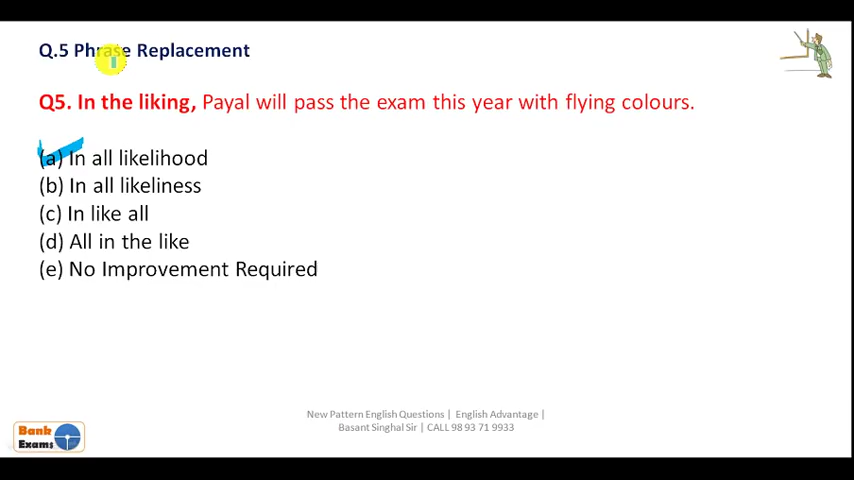 Q.5 Phrase Replacement
Q5. In the liking, Payal will pass the exam this year with flying colours.
(a) In all likelihood
(b) In all likeliness
(c) In like all
(d) All in the like
(e) No Improvement Required
New Pattern English Questions | English Advantage |
Basant Singhal Sir | CALL 98 93 71 9933
Bank
Exams